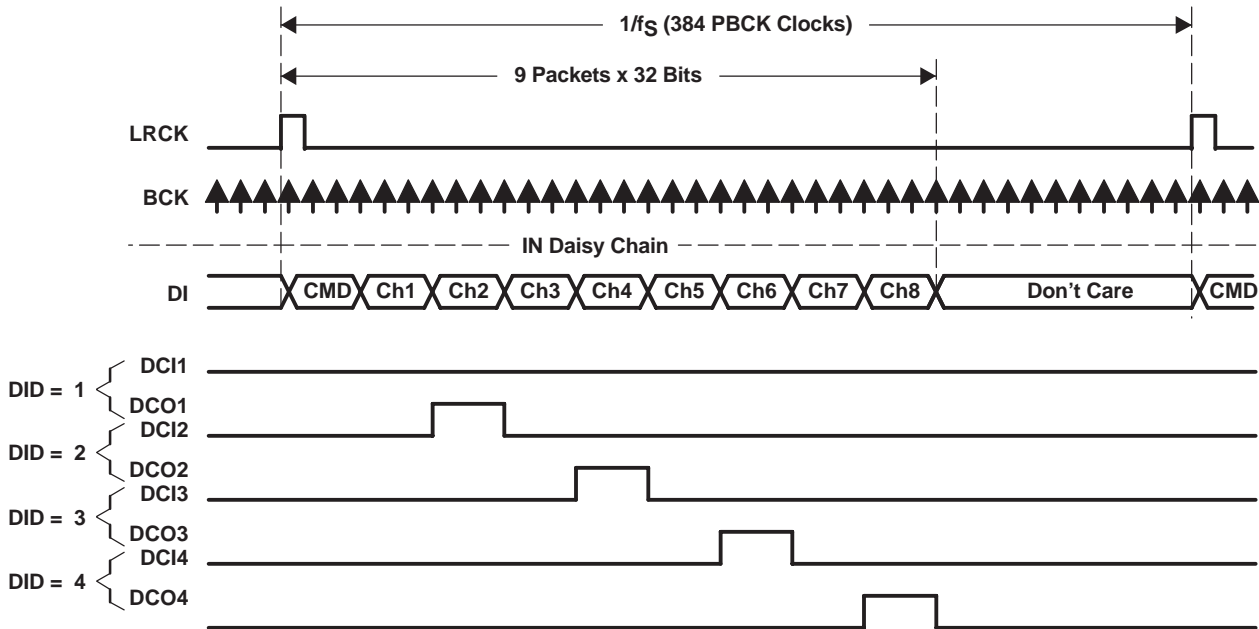 1/fS (384 PBCK Clocks)
9 Packets x 32 Bits
LRCK
BCK
IN Daisy Chain
DI CMD Ch1 Ch2 Ch3 Ch4 Ch5 Ch6 Ch7 Ch8 Don't Care CMD
DCI1
DID = 1
DCO1
DCI2
DID = 2
DCO2
DCI3
DID = 3
DCO3
DCI4
DID = 4
DCO4